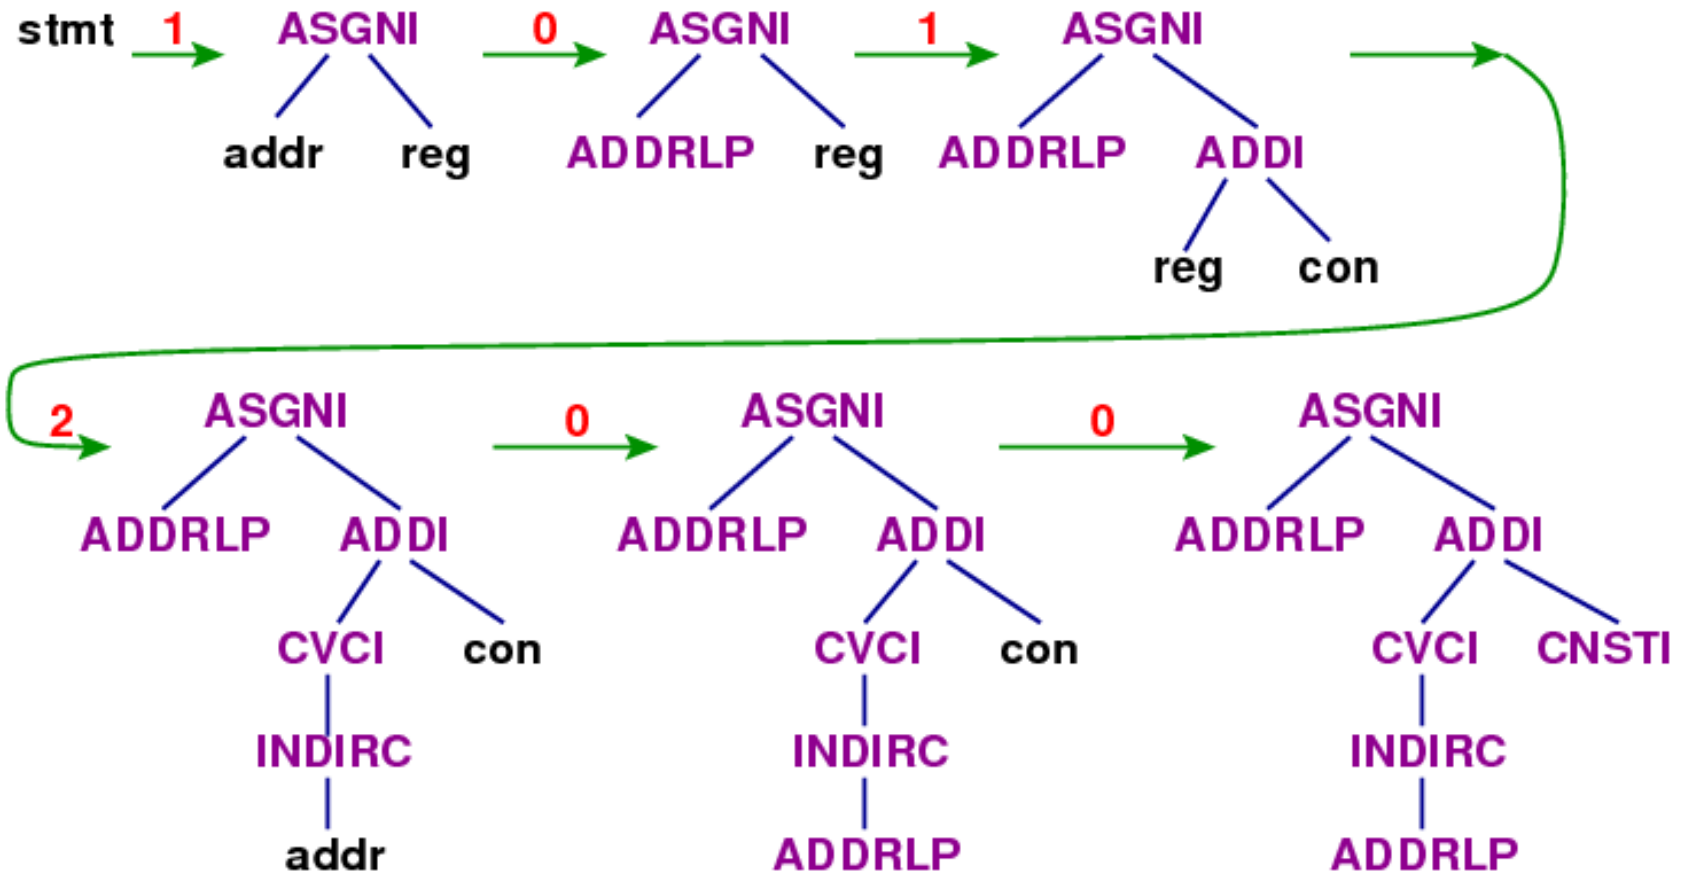 stmt 1 ASGNI 0 ASGNI 1 ASGNI
addr reg ADDRLP reg ADDRLP ADDI
reg con
2 ASGNI 0 ASGNI 0 ASGNI
ADDRLP ADDI ADDRLP ADDI ADDRLP ADDI
CVCI con CVCI con CVCI CNSTI
INDIRC INDIRC INDIRC
addr ADDRLP ADDRLP